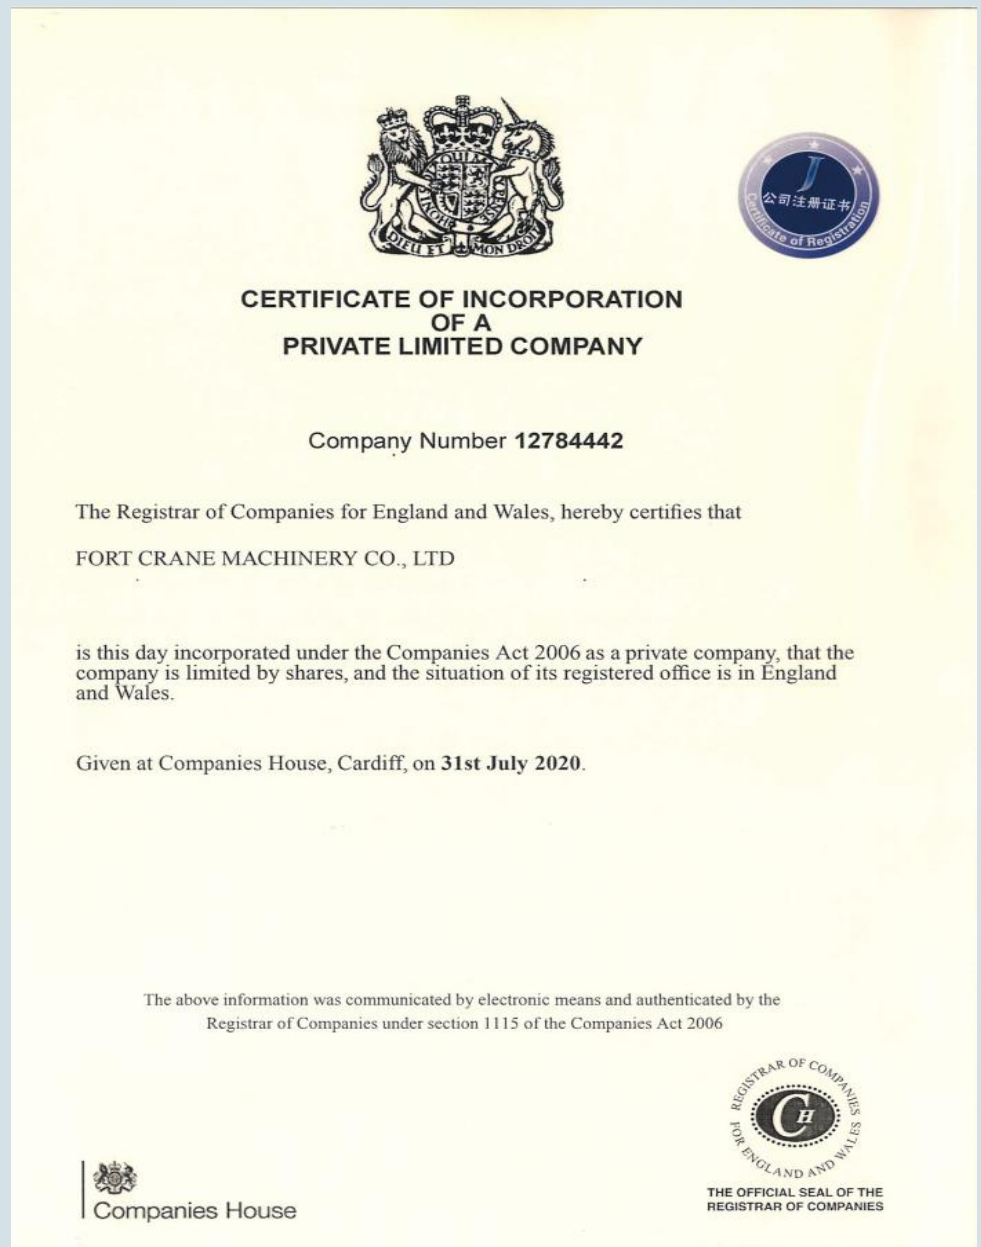 QUI
HONI
PENSE
DIEU ET MON DROIT
公司注册证书
Certificate of Registration
CERTIFICATE OF INCORPORATION
OF A
PRIVATE LIMITED COMPANY
Company Number 12784442
The Registrar of Companies for England and Wales, hereby certifies that
FORT CRANE MACHINERY CO., LTD
is this day incorporated under the Companies Act 2006 as a private company, that the
company is limited by shares, and the situation of its registered office is in England
and Wales.
Given at Companies House, Cardiff, on 31st July 2020.
The above information was communicated by electronic means and authenticated by the
Registrar of Companies under section 1115 of the Companies Act 2006
REGISTRAR OF COMPANIES
FOR ENGLAND AND WALES
CH
THE OFFICIAL SEAL OF THE
REGISTRAR OF COMPANIES
Companies House